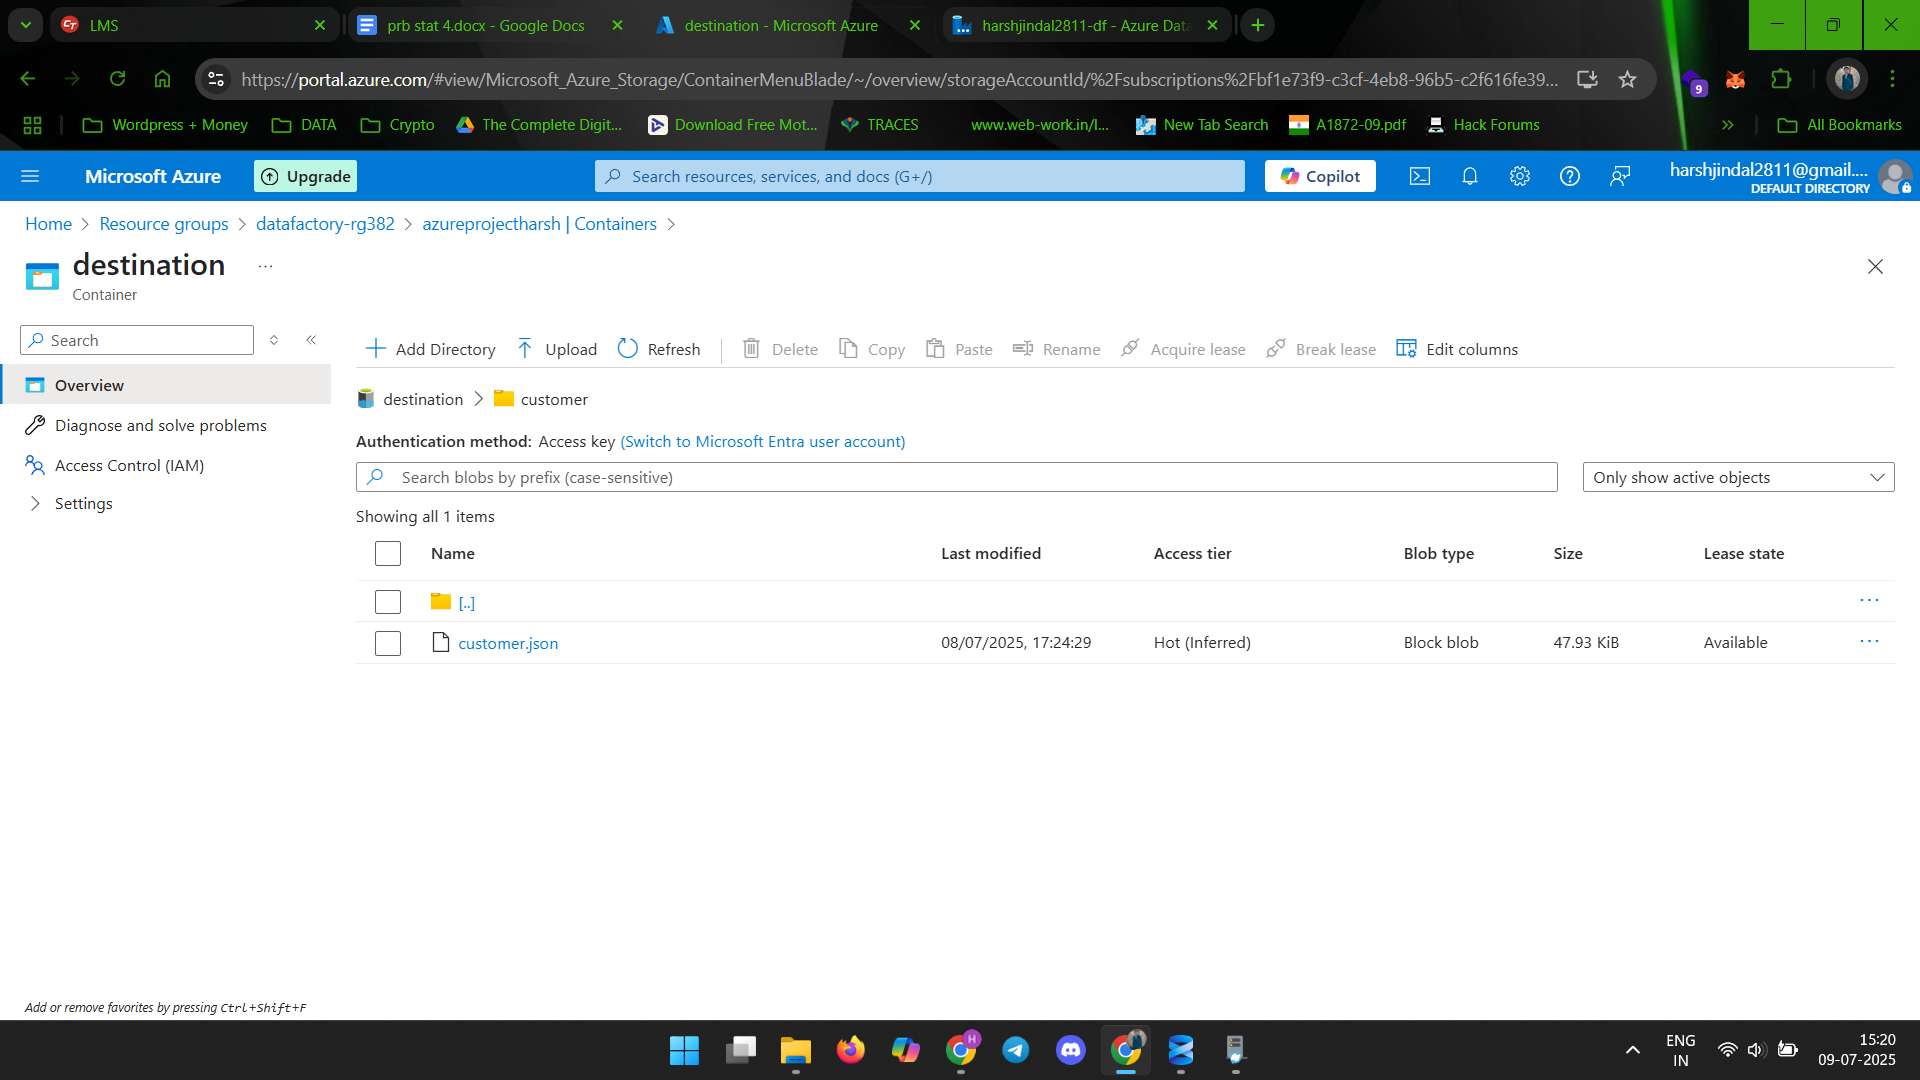 LMS
prb stat 4.docx - Google Docs
destination - Microsoft Azure
harshjindal2811-df - Azure Data
https://portal.azure.com/#view/Microsoft_Azure_Storage/ContainerMenuBlade/~/overview/storageAccountId/%2Fsubscriptions%2Fbf1e73f9-c3cf-4eb8-96b5-c2f616fe39...
9
Wordpress + Money
DATA
Crypto
The Complete Digit...
Download Free Mot...
TRACES
www.web-work.in/l...
New Tab Search
A1872-09.pdf
Hack Forums
All Bookmarks
Microsoft Azure
Upgrade
Search resources, services, and docs (G+/)
Copilot
harshjindal2811@gmail....
DEFAULT DIRECTORY
Home > Resource groups > datafactory-rg382 > azureprojectharsh | Containers >
destination ...
Container
Search
Overview
Diagnose and solve problems
Access Control (IAM)
Settings
Add Directory Upload Refresh Delete Copy Paste Rename Acquire lease Break lease Edit columns
destination > customer
Authentication method: Access key (Switch to Microsoft Entra user account)
Search blobs by prefix (case-sensitive)
Only show active objects
Showing all 1 items
Name Last modified Access tier Blob type Size Lease state
[..] ...
customer.json 08/07/2025, 17:24:29 Hot (Inferred) Block blob 47.93 KiB Available ...
Add or remove favorites by pressing Ctrl+Shift+F
H
ENG
IN
15:20
09-07-2025